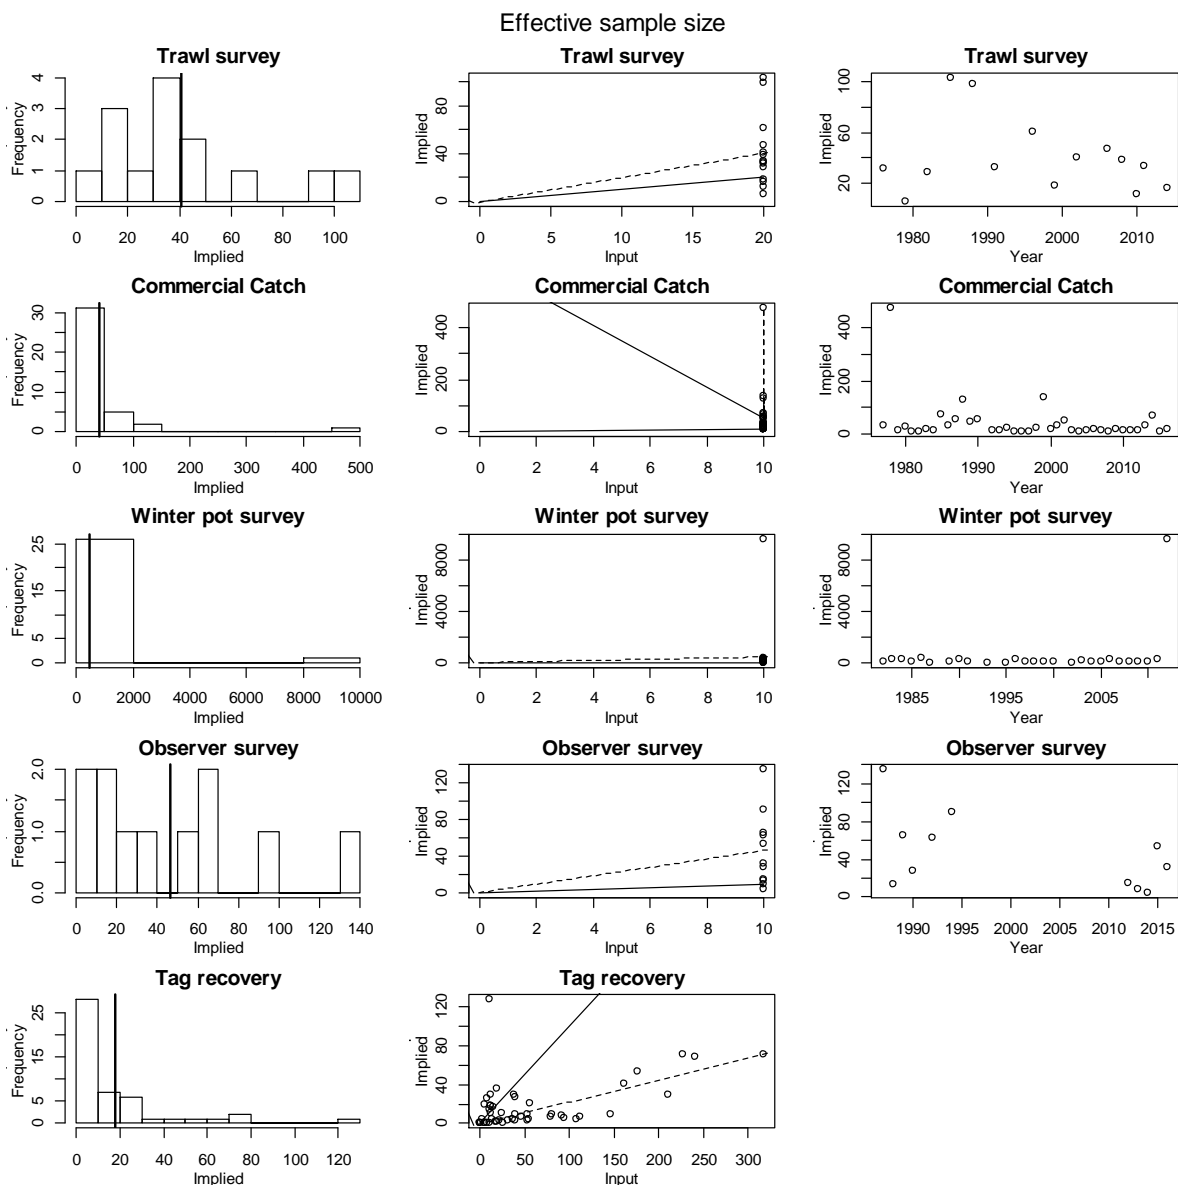 Effective sample size
Trawl survey
Frequency
0 1 2 3 4
0 20 40 60 80 100
Implied
Trawl survey
Implied
0 40 80
0 5 10 15 20
Input
Trawl survey
Implied
20 60 100
1980 1990 2000 2010
Year
Commercial Catch
Frequency
0 10 20 30
0 100 200 300 400 500
Implied
Commercial Catch
Implied
0 200 400
0 2 4 6 8 10
Input
Commercial Catch
Implied
0 200 400
1980 1990 2000 2010
Year
Winter pot survey
Frequency
0 5 15 25
0 2000 4000 6000 8000 10000
Implied
Winter pot survey
Implied
0 4000 8000
0 2 4 6 8 10
Input
Winter pot survey
Implied
0 4000 8000
1985 1995 2005
Year
Observer survey
Frequency
0.0 1.0 2.0
0 20 40 60 80 100 120 140
Implied
Observer survey
Implied
0 40 80 120
0 2 4 6 8 10
Input
Observer survey
Implied
0 40 80 120
1990 1995 2000 2005 2010 2015
Year
Tag recovery
Frequency
0 5 15 25
0 20 40 60 80 100 120
Implied
Tag recovery
Implied
0 40 80 120
0 50 100 150 200 250 300
Input